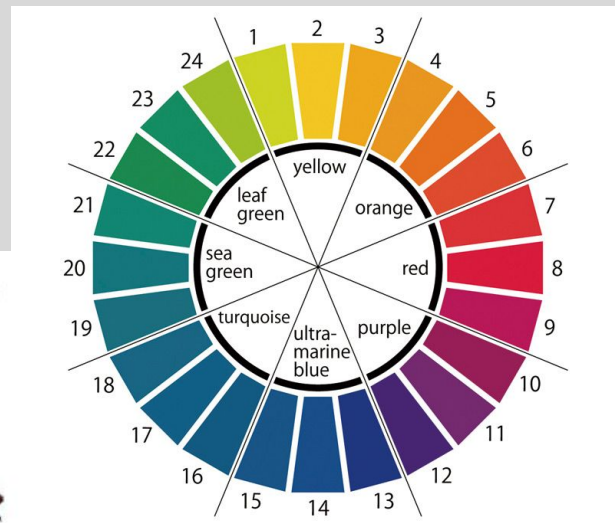 1
2
3
4
5
6
7
8
9
10
11
12
13
14
15
16
17
18
19
20
21
22
23
24
yellow
orange
red
purple
ultra-
marine
blue
turquoise
sea
green
leaf
green